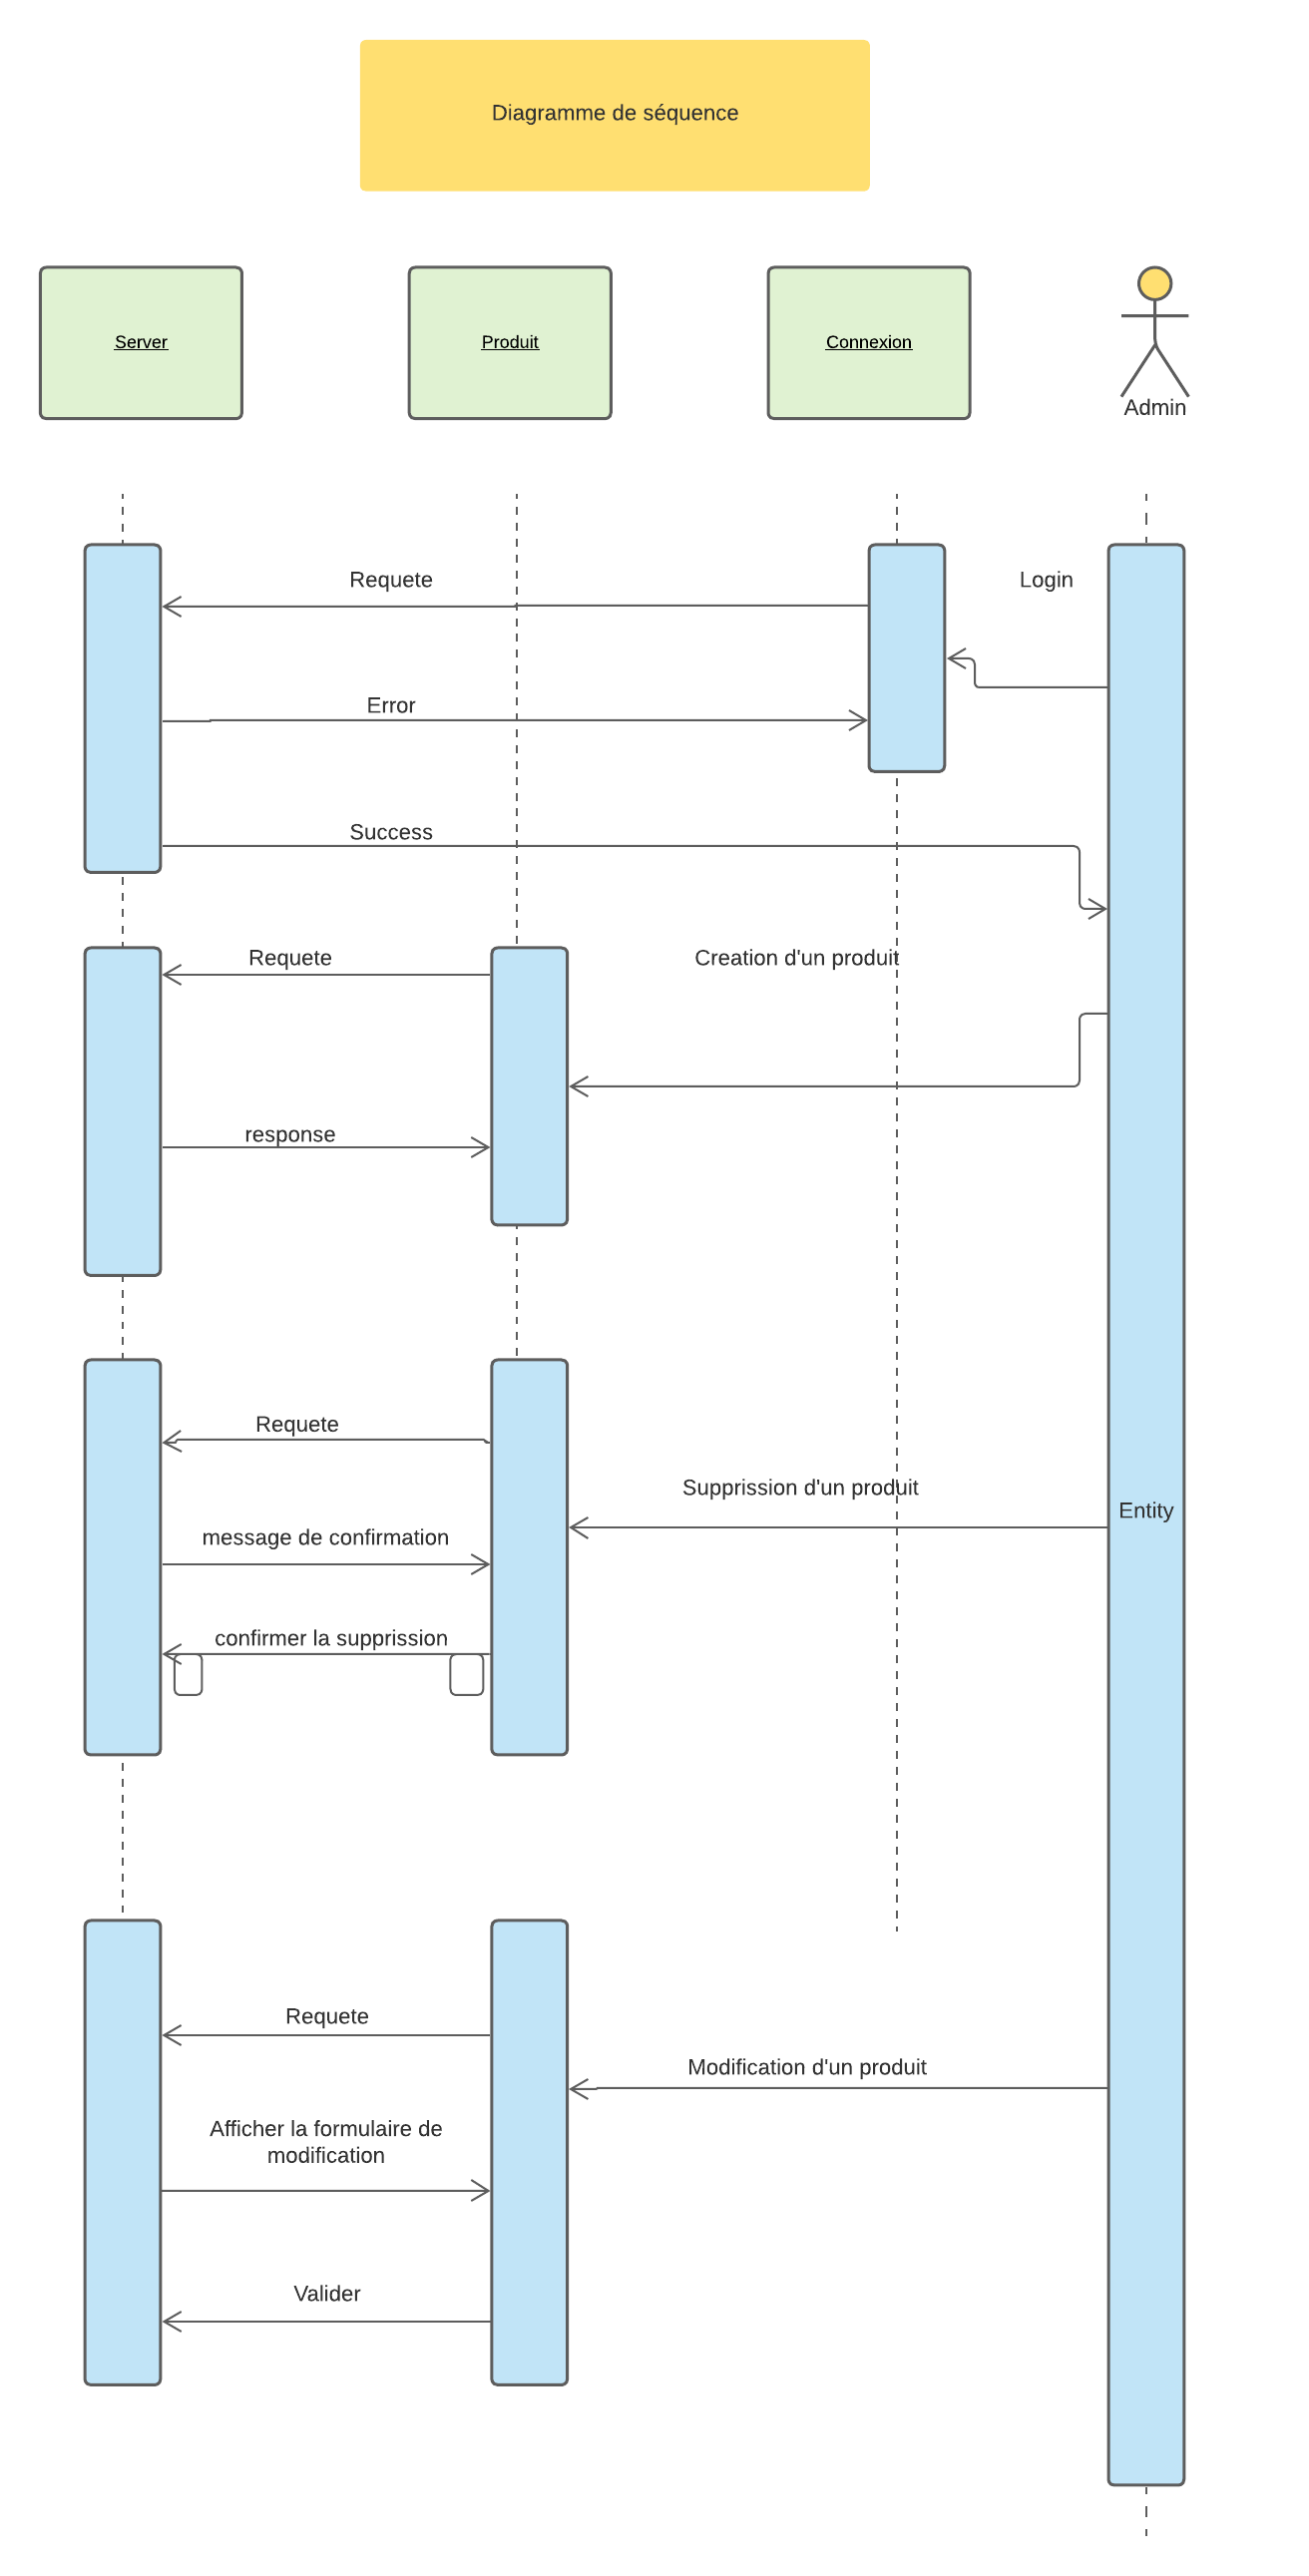 Diagramme de séquence
Server
Produit
Connexion
Admin
Requete
Login
Error
Success
Requete
Creation d'un produit
response
Requete
Supprission d'un produit
Entity
message de confirmation
confirmer la supprission
Requete
Modification d'un produit
Afficher la formulaire de
modification
Valider